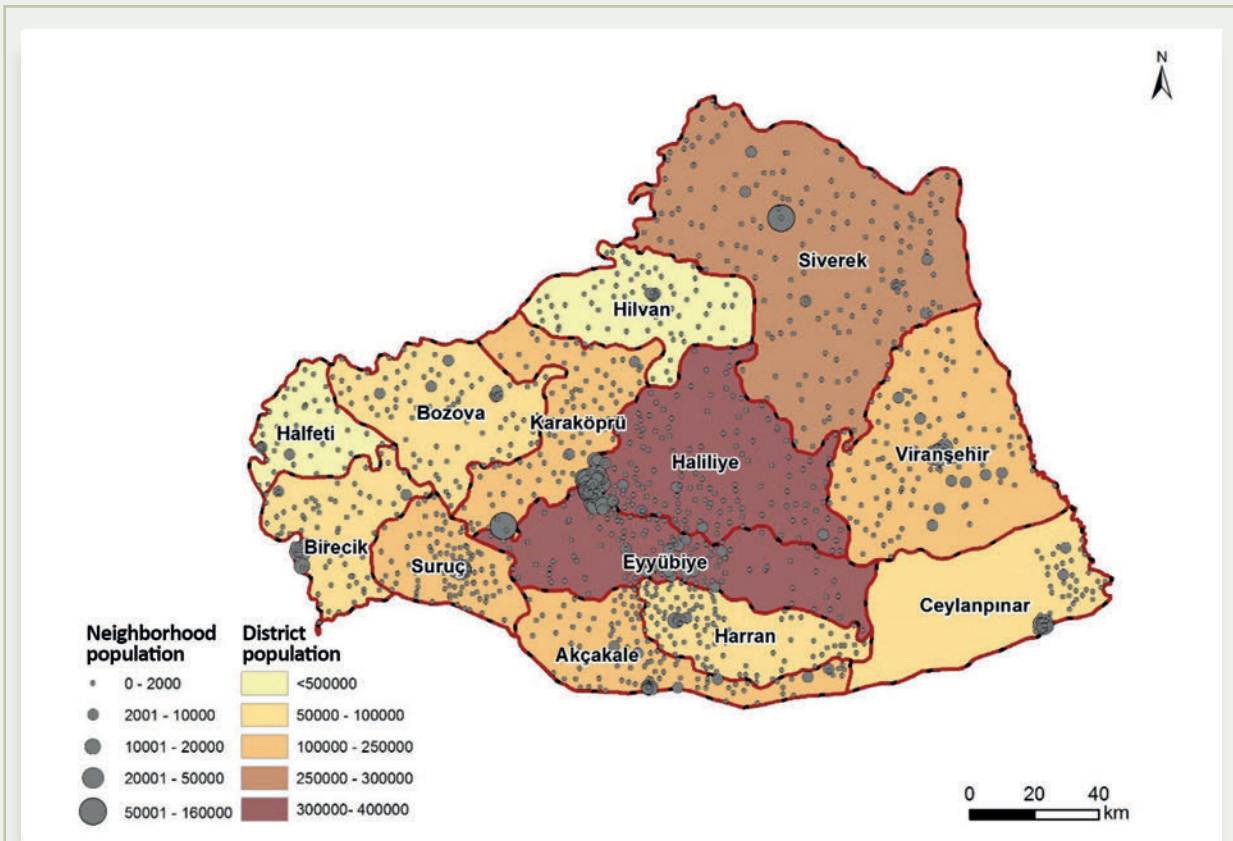 N
Siverek
Hilvan
Bozova
Karaköprü
Halfeti
Haliliye
Viranşehir
Birecik
Suruç
Eyyübiye
Ceylanpınar
Harran
Akçakale
Neighborhood
population
0 - 2000
2001 - 10000
10001 - 20000
20001 - 50000
50001 - 160000
District
population
<500000
50000 - 100000
100000 - 250000
250000 - 300000
300000- 400000
0 20 40
km